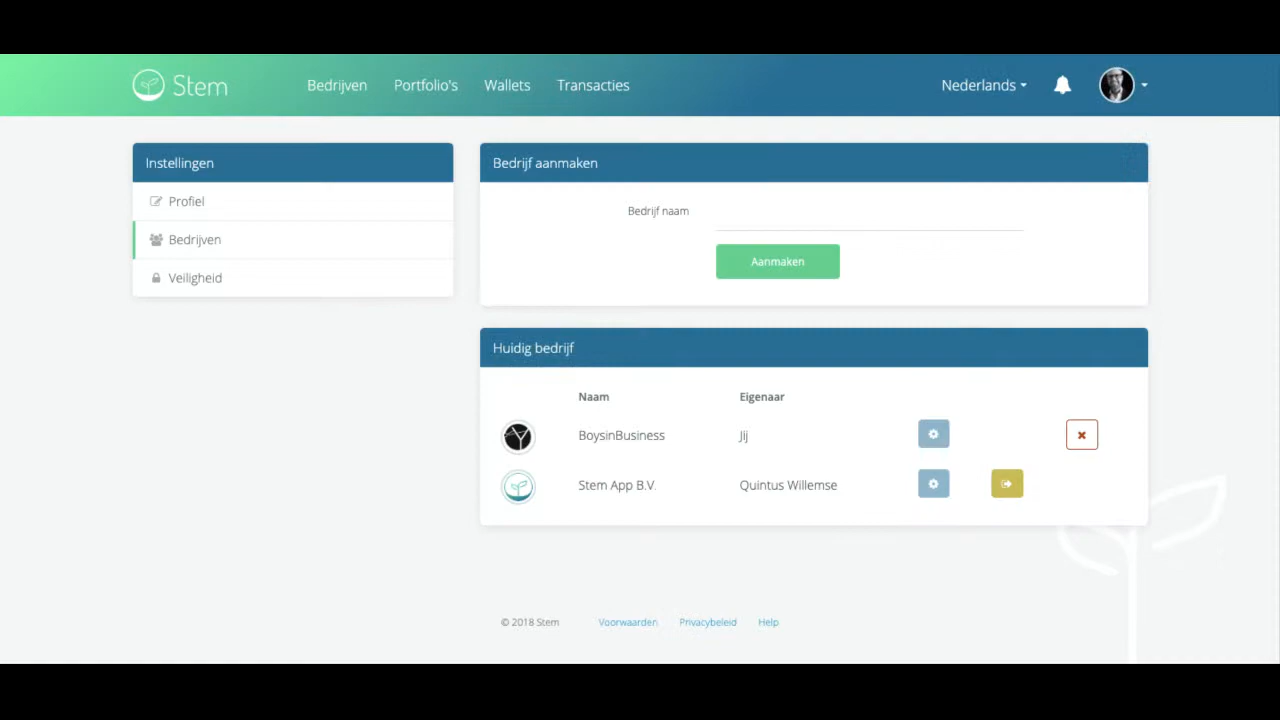 Stem Bedrijven Portfolio's Wallets Transacties Nederlands
Instellingen
Profiel
Bedrijven
Veiligheid
Bedrijf aanmaken
Bedrijf naam
Aanmaken
Huidig bedrijf
Naam Eigenaar
BoysinBusiness Jij
Stem App B.V. Quintus Willemse
© 2018 Stem Voorwaarden Privacybeleid Help